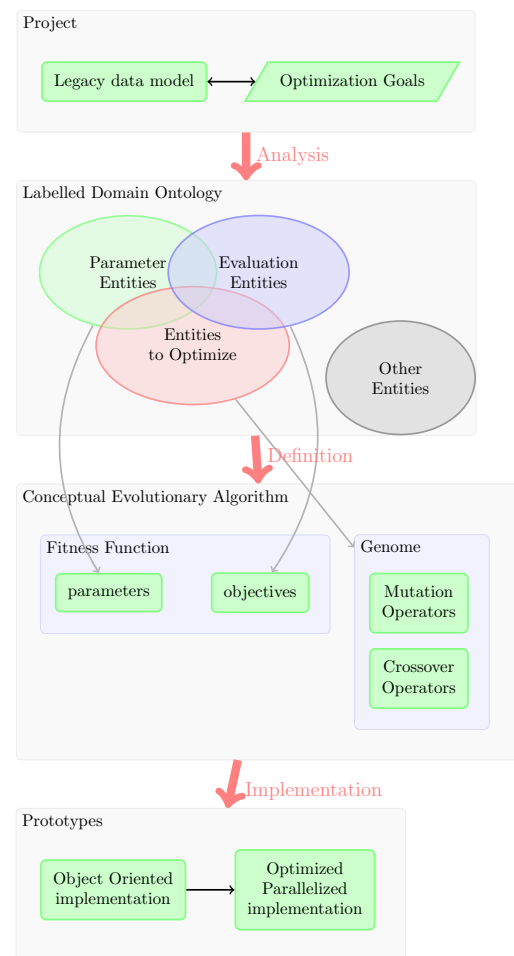 Project
Legacy data model
Optimization Goals
Analysis
Labelled Domain Ontology
Parameter
Entities
Evaluation
Entities
Entities
to Optimize
Other
Entities
Definition
Conceptual Evolutionary Algorithm
Fitness Function
parameters
objectives
Genome
Mutation
Operators
Crossover
Operators
Implementation
Prototypes
Object Oriented
implementation
Optimized
Parallelized
implementation